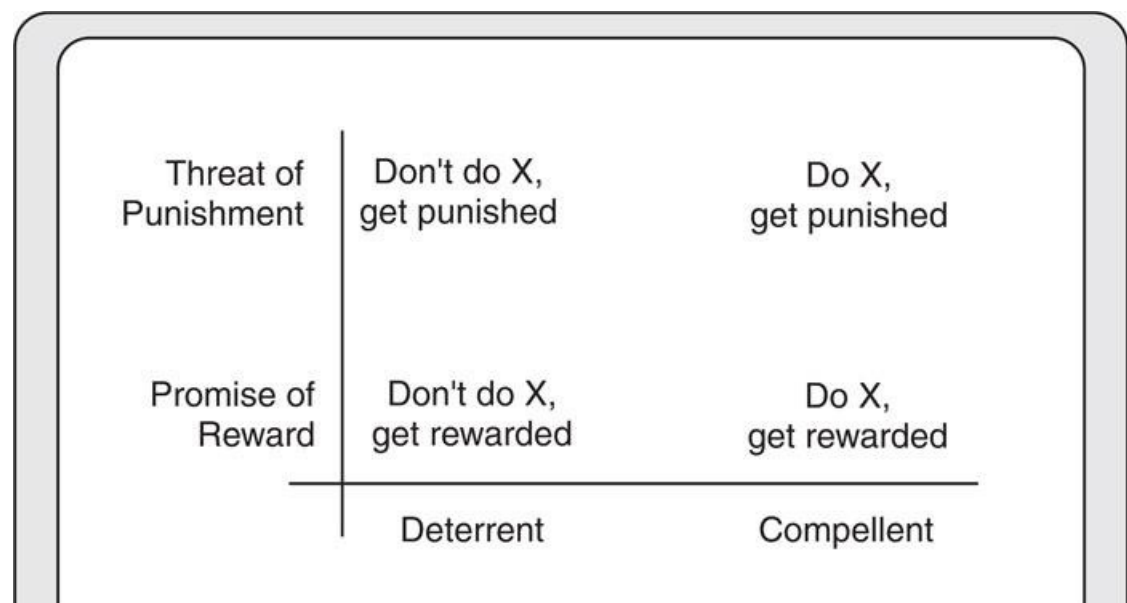 Threat of
Punishment
Don't do X,
get punished
Do X,
get punished
Promise of
Reward
Don't do X,
get rewarded
Do X,
get rewarded
Deterrent
Compellent